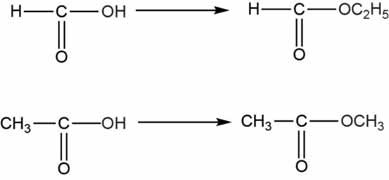 H—C—OH → H—C—OC₂H₅
O O
CH₃—C—OH → CH₃—C—OCH₃
O O